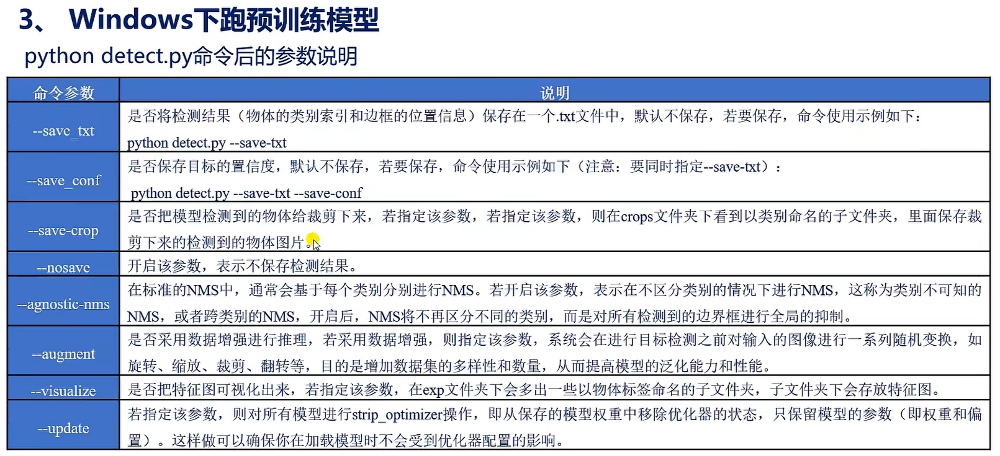 3、 Windows下跑预训练模型
python detect.py命令后的参数说明
命令参数
说明
--save_txt
是否将检测结果（物体的类别索引和边框的位置信息）保存在一个.txt文件中，默认不保存，若要保存，命令使用示例如下：
python detect.py --save-txt
--save_conf
是否保存目标的置信度，默认不保存，若要保存，命令使用示例如下（注意：要同时指定--save-txt）：
python detect.py --save-txt --save-conf
--save-crop
是否把模型检测到的物体给裁剪下来，若指定该参数，若指定该参数，则在crops文件夹下看到以类别命名的子文件夹，里面保存裁
剪下来的检测到的物体图片。
--nosave
开启该参数，表示不保存检测结果。
--agnostic-nms
在标准的NMS中，通常会基于每个类别分别进行NMS。若开启该参数，表示在不区分类别的情况下进行NMS，这称为类别不可知的
NMS，或者跨类别的NMS，开启后，NMS将不再区分不同的类别，而是对所有检测到的边界框进行全局的抑制。
--augment
是否采用数据增强进行推理，若采用数据增强，则指定该参数，系统会在进行目标检测之前对输入的图像进行一系列随机变换，如
旋转、缩放、裁剪、翻转等，目的是增加数据集的多样性和数量，从而提高模型的泛化能力和性能。
--visualize
是否把特征图可视化出来，若指定该参数，在exp文件夹下会多出一些以物体标签命名的子文件夹，子文件夹下会存放特征图。
--update
若指定该参数，则对所有模型进行strip_optimizer操作，即从保存的模型权重中移除优化器的状态，只保留模型的参数（即权重和偏
置）。这样做可以确保你在加载模型时不会受到优化器配置的影响。